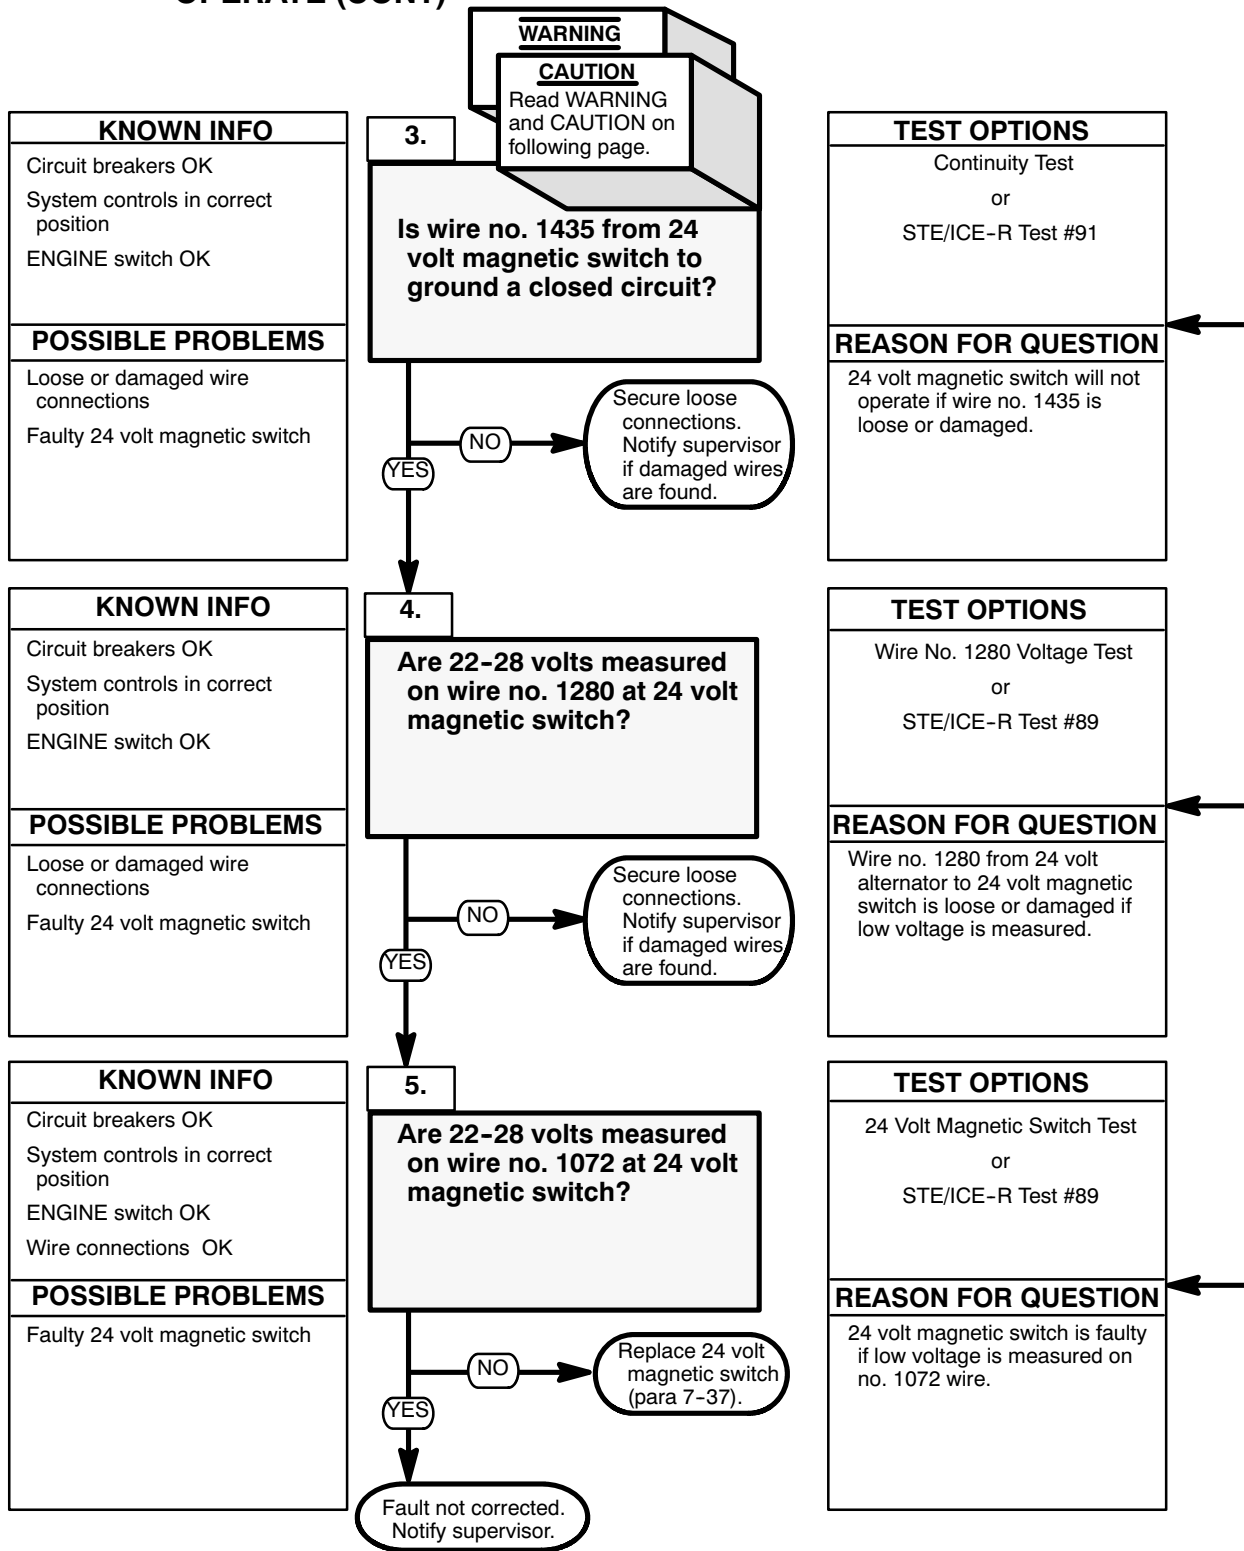 OPERATE (CONT)
WARNING
CAUTION
Read WARNING
and CAUTION on
following page.
KNOWN INFO
Circuit breakers OK
System controls in correct
position
ENGINE switch OK
POSSIBLE PROBLEMS
Loose or damaged wire
connections
Faulty 24 volt magnetic switch
3.
Is wire no. 1435 from 24
volt magnetic switch to
ground a closed circuit?
NO
YES
Secure loose
connections.
Notify supervisor
if damaged wires
are found.
TEST OPTIONS
Continuity Test
or
STE/ICE-R Test #91
REASON FOR QUESTION
24 volt magnetic switch will not
operate if wire no. 1435 is
loose or damaged.
KNOWN INFO
Circuit breakers OK
System controls in correct
position
ENGINE switch OK
POSSIBLE PROBLEMS
Loose or damaged wire
connections
Faulty 24 volt magnetic switch
4.
Are 22-28 volts measured
on wire no. 1280 at 24 volt
magnetic switch?
NO
YES
Secure loose
connections.
Notify supervisor
if damaged wires
are found.
TEST OPTIONS
Wire No. 1280 Voltage Test
or
STE/ICE-R Test #89
REASON FOR QUESTION
Wire no. 1280 from 24 volt
alternator to 24 volt magnetic
switch is loose or damaged if
low voltage is measured.
KNOWN INFO
Circuit breakers OK
System controls in correct
position
ENGINE switch OK
Wire connections OK
POSSIBLE PROBLEMS
Faulty 24 volt magnetic switch
5.
Are 22-28 volts measured
on wire no. 1072 at 24 volt
magnetic switch?
NO
YES
Replace 24 volt
magnetic switch
(para 7-37).
Fault not corrected.
Notify supervisor.
TEST OPTIONS
24 Volt Magnetic Switch Test
or
STE/ICE-R Test #89
REASON FOR QUESTION
24 volt magnetic switch is faulty
if low voltage is measured on
no. 1072 wire.